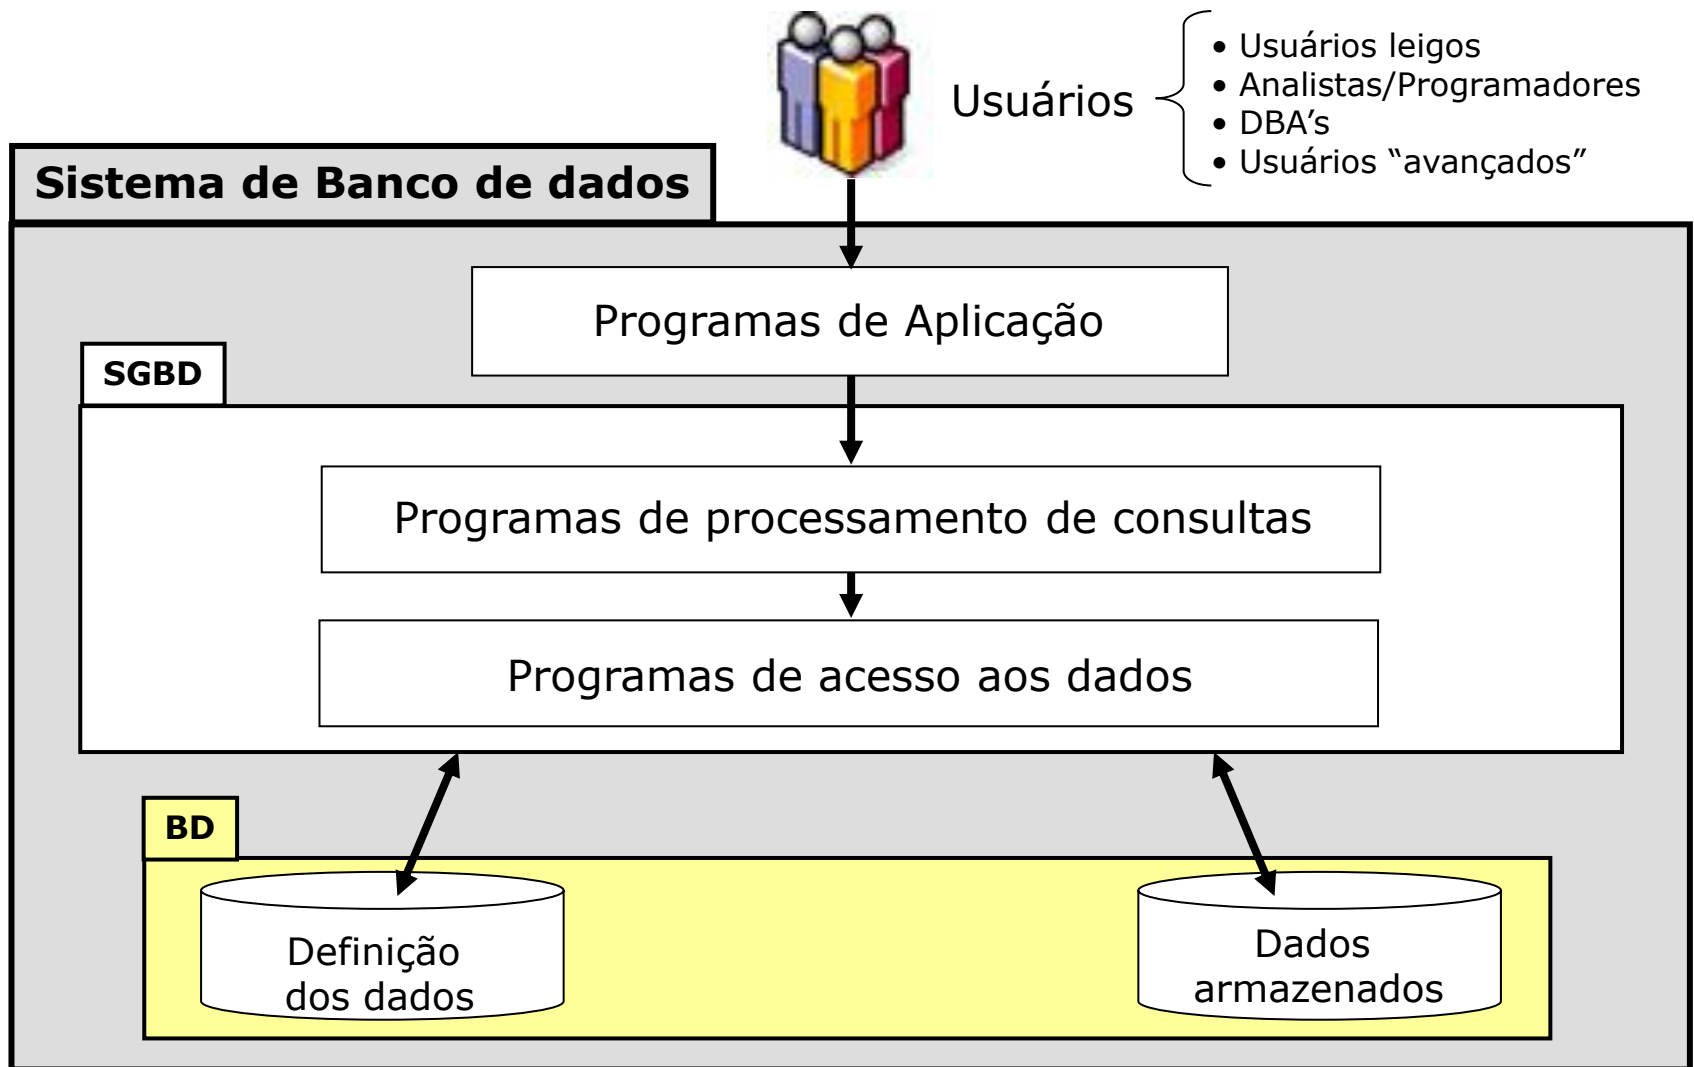 Usuários
• Usuários leigos
• Analistas/Programadores
• DBA’s
• Usuários “avançados”
Sistema de Banco de dados
Programas de Aplicação
SGBD
Programas de processamento de consultas
Programas de acesso aos dados
BD
Definição
dos dados
Dados
armazenados